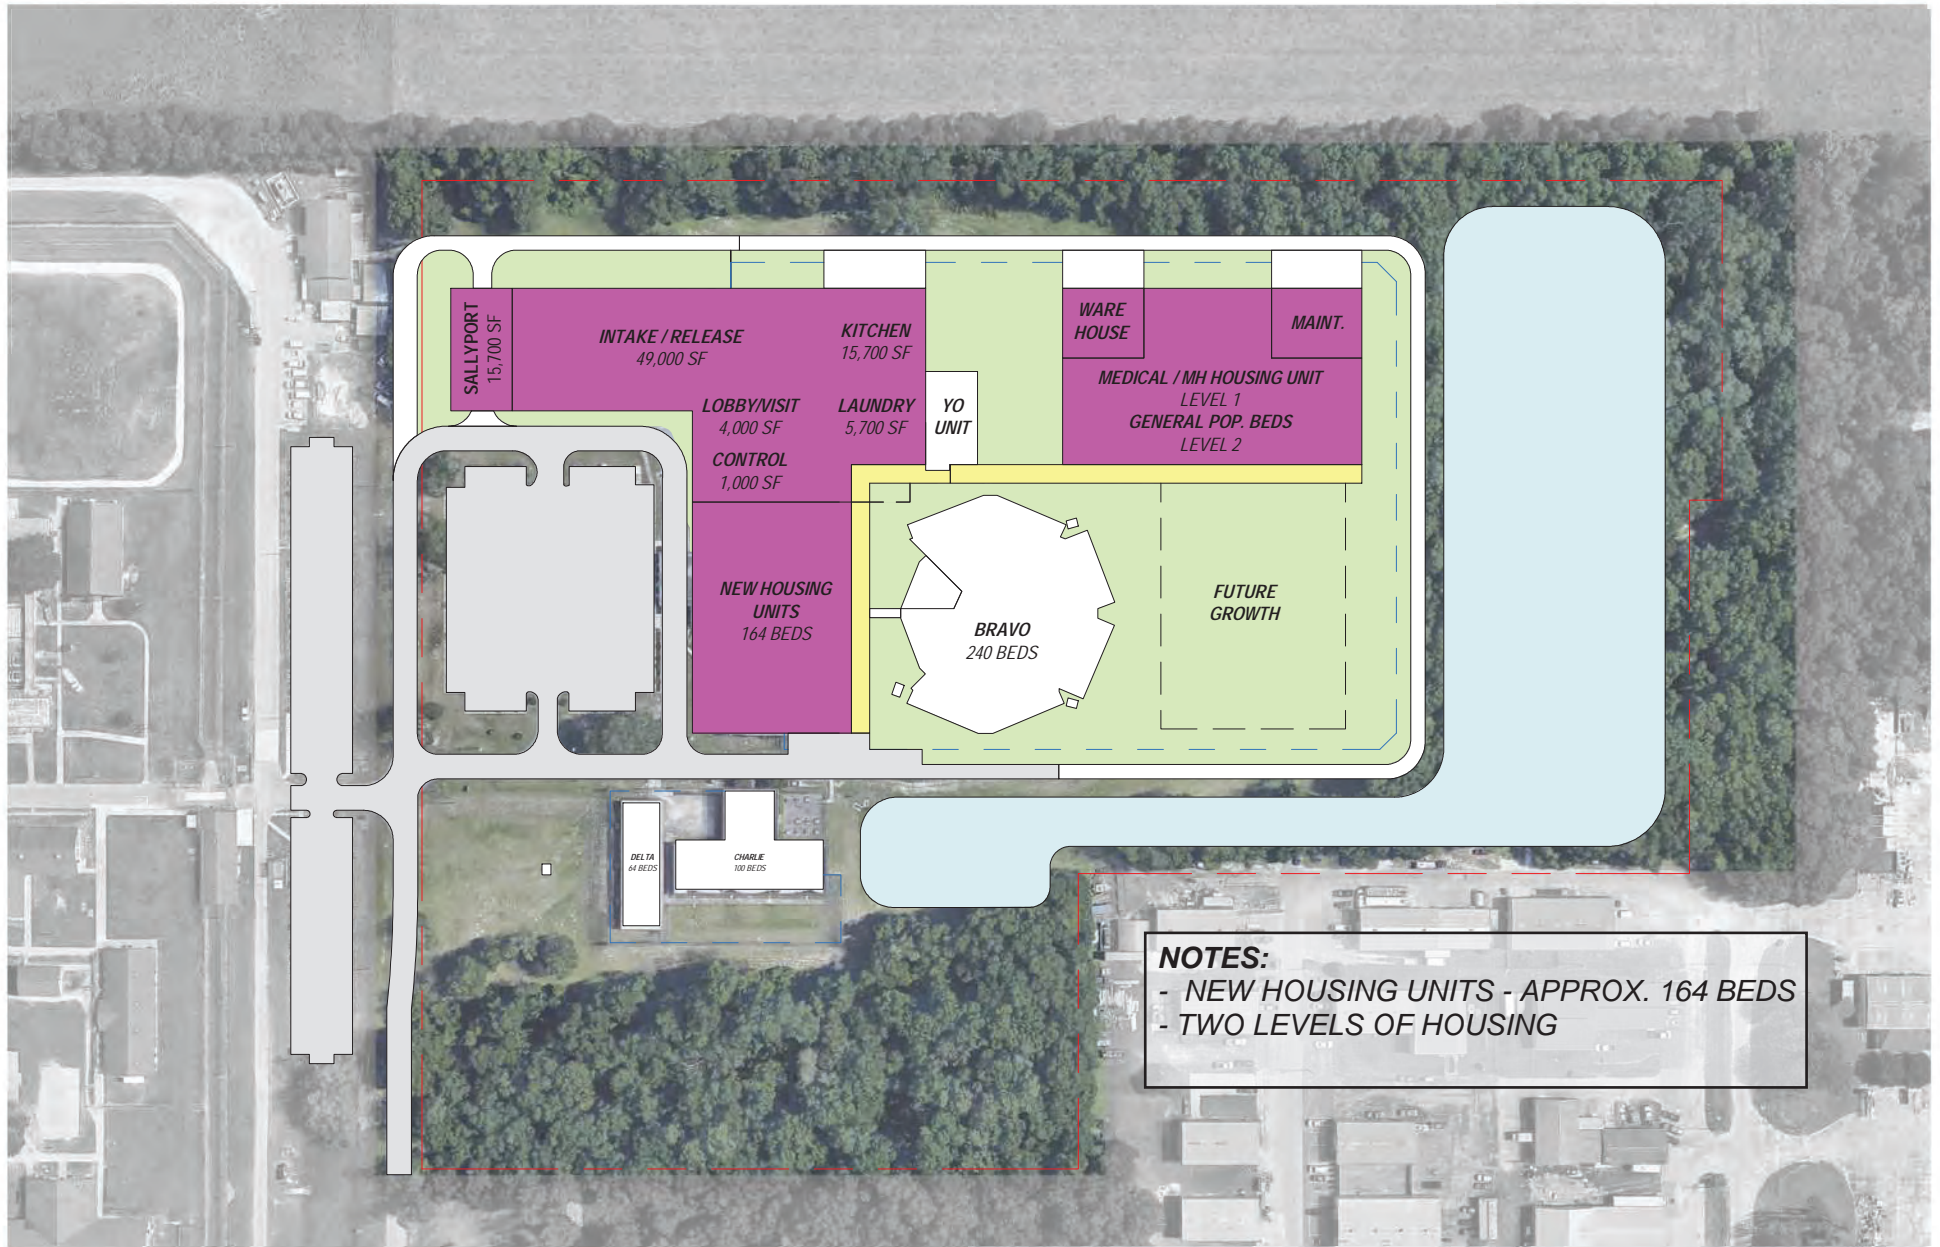 SALLYPORT
15,700 SF
INTAKE / RELEASE
49,000 SF
KITCHEN
15,700 SF
LOBBY/VISIT
4,000 SF
LAUNDRY
5,700 SF
CONTROL
1,000 SF
YO
UNIT
WARE
HOUSE
MAINT.
MEDICAL / MH HOUSING UNIT
LEVEL 1
GENERAL POP. BEDS
LEVEL 2
NEW HOUSING
UNITS
164 BEDS
BRAVO
240 BEDS
FUTURE
GROWTH
DELTA
64 BEDS
CHARLIE
100 BEDS
NOTES:
- NEW HOUSING UNITS - APPROX. 164 BEDS
- TWO LEVELS OF HOUSING